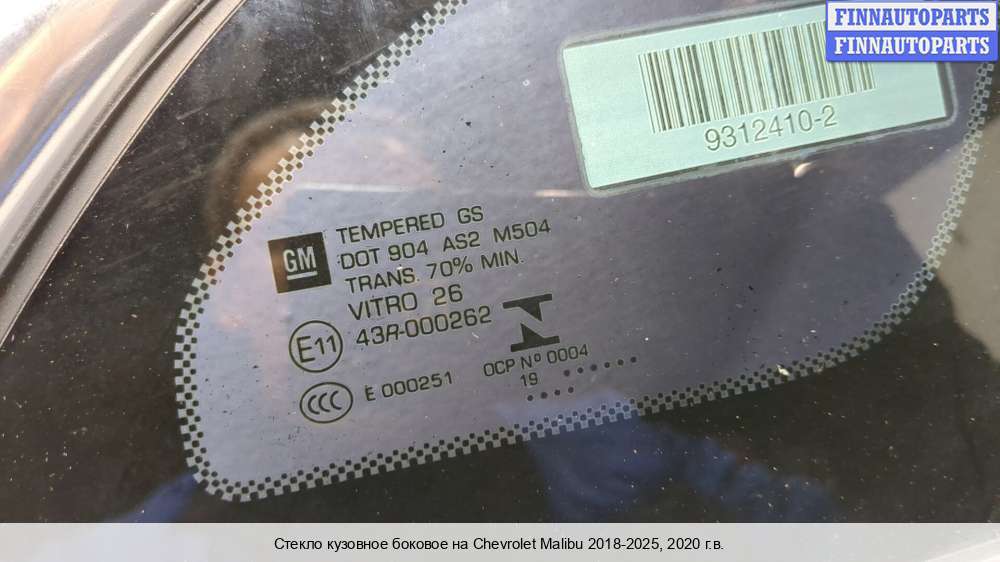 FINNAUTOPARTS
FINNAUTOPARTS
9312410-2
GM
TEMPERED GS
DOT 904 AS2 M504
TRANS. 70% MIN.
VITRO 26
E11 43R-000262
CCC E 000251
OCP Nº 0004
19
Стекло кузовное боковое на Chevrolet Malibu 2018-2025, 2020 г.в.